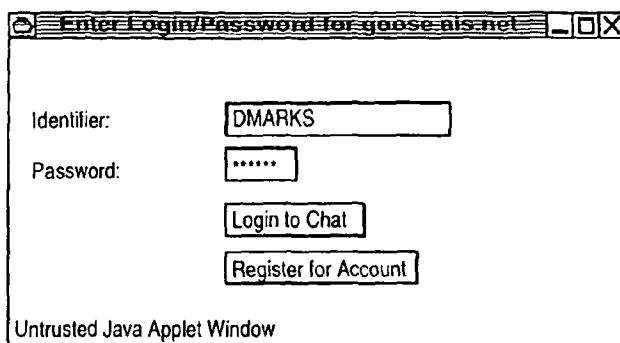 Enter Login/Password for goose.ais.net
Identifier: DMARKS
Password: ******
Login to Chat
Register for Account
Untrusted Java Applet Window